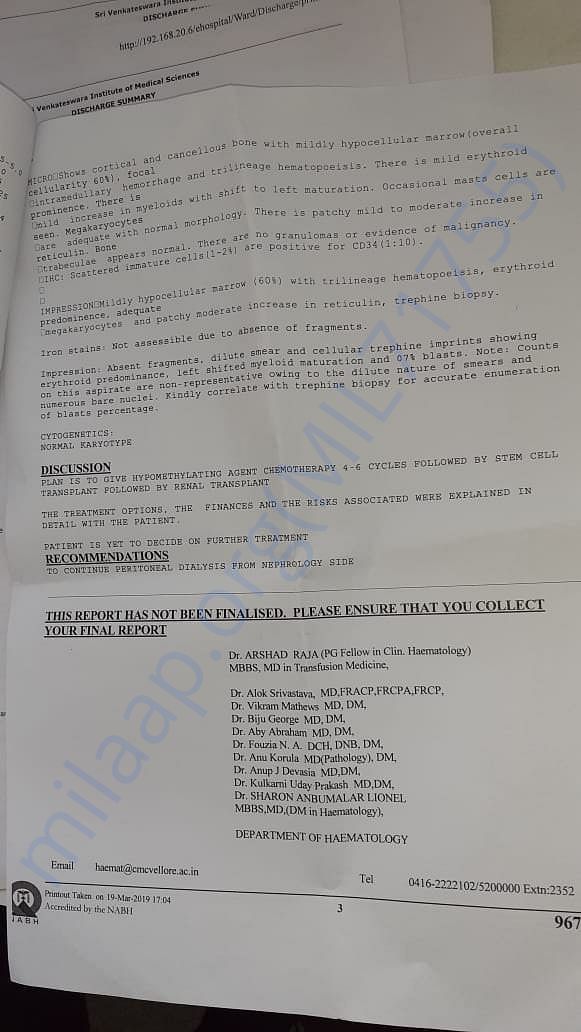 Sri Venkateswara
DISCHARGE
http://192.168.20.6/ehospital/Ward/Discharge/
Venkateswara Institute of Medical Sciences
DISCHARGE SUMMARY
MICRO□Shows cortical and cancellous bone with mildly hypocellular marrow(overall
cellularity 60%), focal
□intramedullary hemorrhage and trilineage hematopoeisis. There is mild erythroid
prominence. There is
□mild increase in myeloids with shift to left maturation. Occasional masts cells are
seen. Megakaryocytes
□are adequate with normal morphology. There is patchy mild to moderate increase in
reticulin. Bone
□trabeculae appears normal. There are no granulomas or evidence of malignancy.
□IHC: Scattered immature cells(1-2%) are positive for CD34(1:10).
□
□
IMPRESSION□Mildly hypocellular marrow (60%) with trilineage hematopoeisis, erythroid
predominence, adequate
□megakaryocytes and patchy moderate increase in reticulin, trephine biopsy.
Iron stains: Not assessible due to absence of fragments.
Impression: Absent fragments, dilute smear and cellular trephine imprints showing
erythroid predominance, left shifted myeloid maturation and 07% blasts. Note: Counts
on this aspirate are non-representative owing to the dilute nature of smears and
numerous bare nuclei. Kindly correlate with trephine biopsy for accurate enumeration
of blasts percentage.
CYTOGENETICS:
NORMAL KARYOTYPE
DISCUSSION
PLAN IS TO GIVE HYPOMETHYLATING AGENT CHEMOTHERAPY 4-6 CYCLES FOLLOWED BY STEM CELL
TRANSPLANT FOLLOWED BY RENAL TRANSPLANT
THE TREATMENT OPTIONS, THE FINANCES AND THE RISKS ASSOCIATED WERE EXPLAINED IN
DETAIL WITH THE PATIENT.
PATIENT IS YET TO DECIDE ON FURTHER TREATMENT
RECOMMENDATIONS
TO CONTINUE PERITONEAL DIALYSIS FROM NEPHROLOGY SIDE
THIS REPORT HAS NOT BEEN FINALISED. PLEASE ENSURE THAT YOU COLLECT
YOUR FINAL REPORT
Dr. ARSHAD RAJA (PG Fellow in Clin. Haematology)
MBBS, MD in Transfusion Medicine,
Dr. Alok Srivastava, MD,FRACP,FRCPA,FRCP,
Dr. Vikram Mathews MD, DM,
Dr. Biju George MD, DM,
Dr. Aby Abraham MD, DM,
Dr. Fouzia N. A. DCH, DNB, DM,
Dr. Anu Korula MD(Pathology), DM,
Dr. Anup J Devasia MD,DM,
Dr. Kulkarni Uday Prakash MD,DM,
Dr. SHARON ANBUMALAR LIONEL
MBBS,MD,(DM in Haematology),
DEPARTMENT OF HAEMATOLOGY
Email haemat@cmcvellore.ac.in
Tel 0416-2222102/5200000 Extn:2352
Printout Taken on 19-Mar-2019 17:04
Accredited by the NABH
3
967
NABH
milaap.org(MILZ1755)